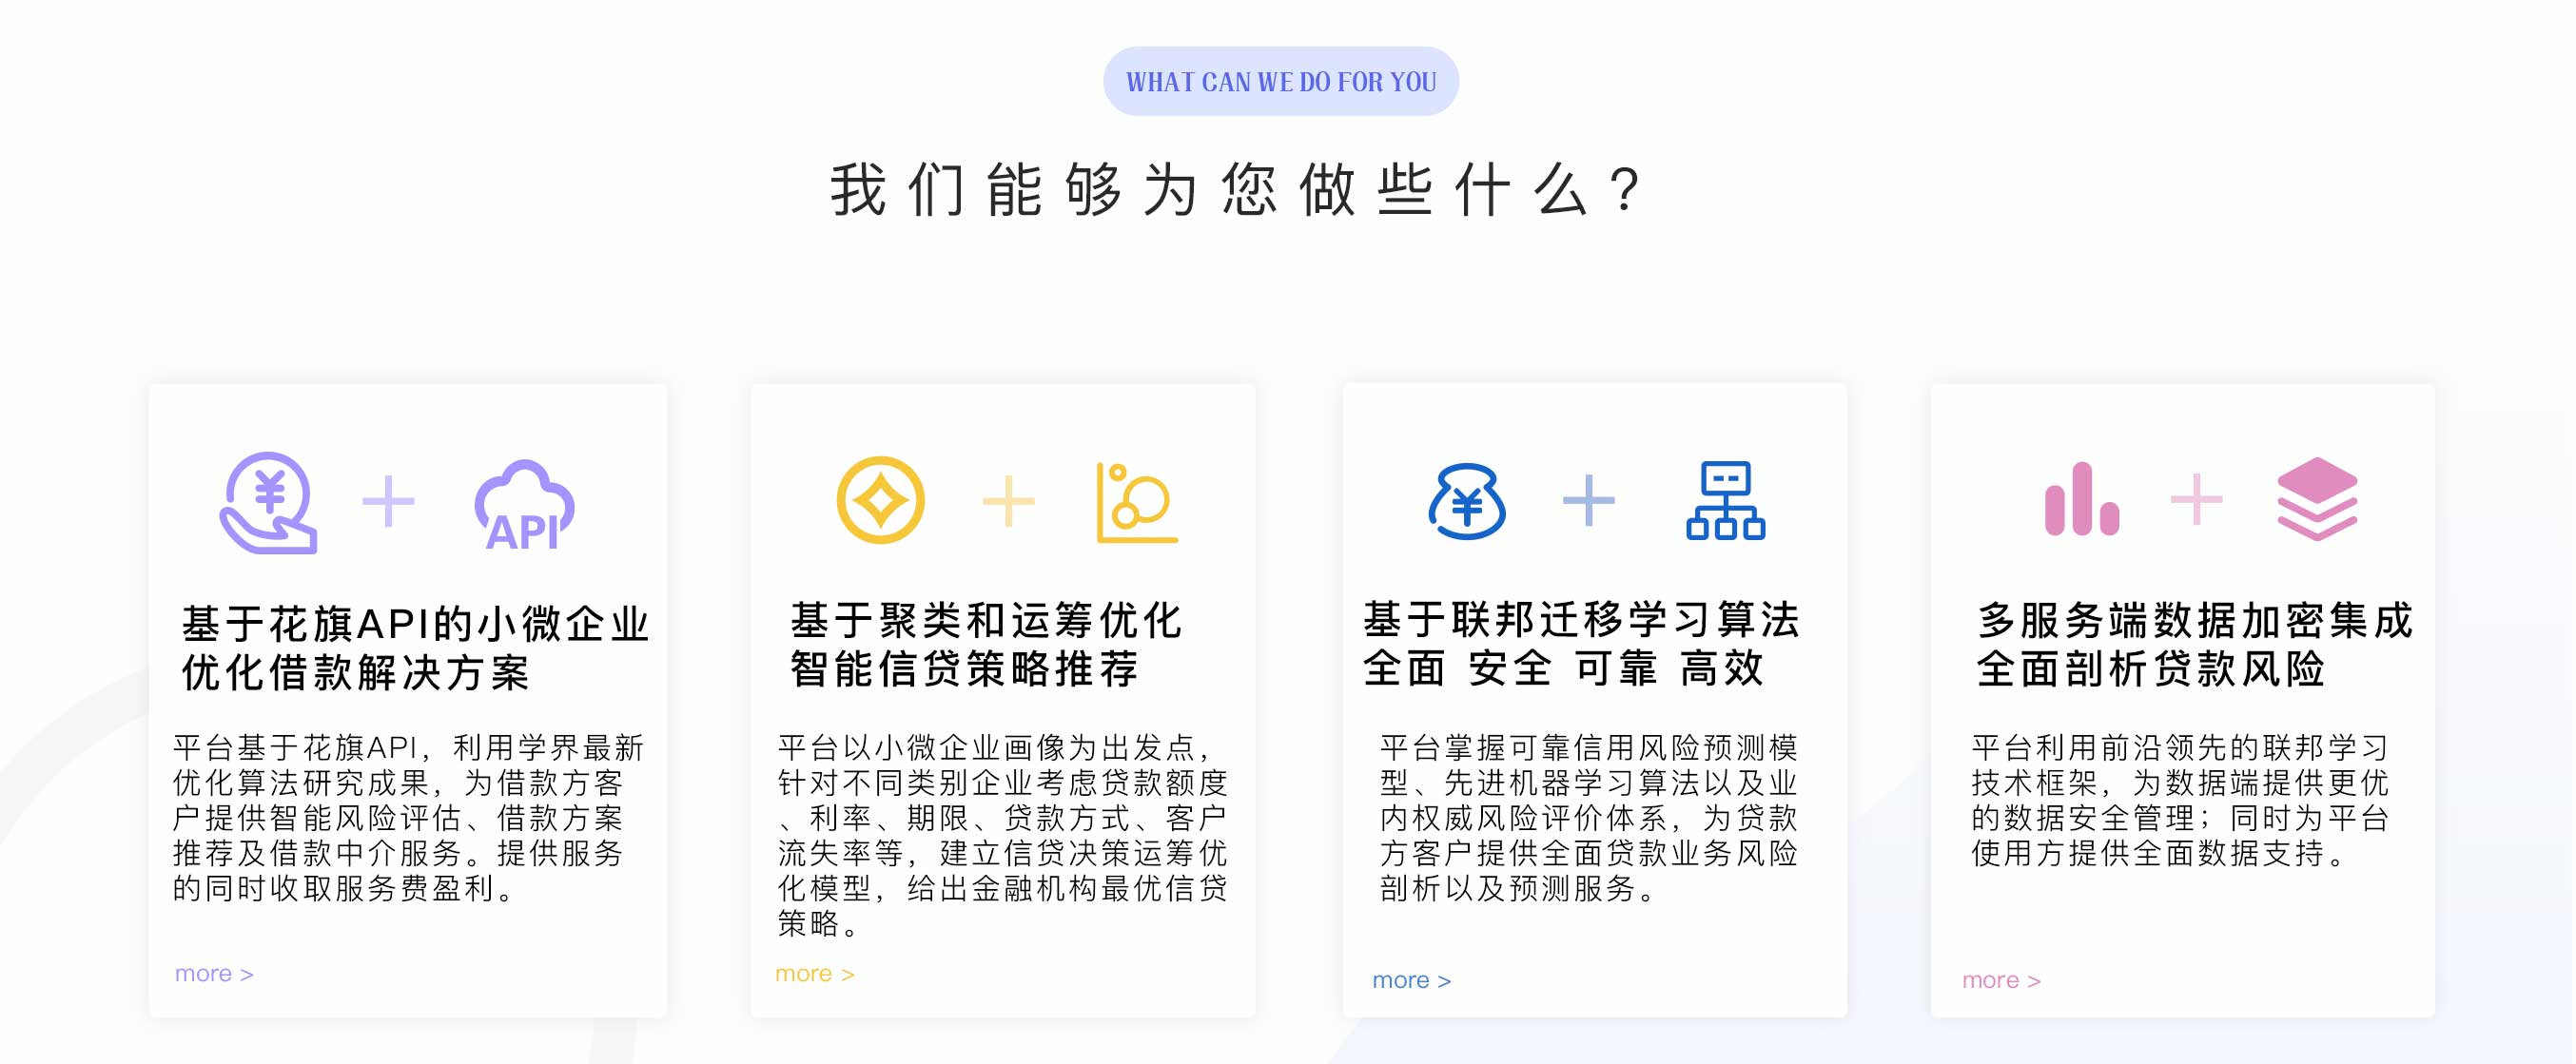 WHAT CAN WE DO FOR YOU
我们能够为您做些什么?
API
基于花旗API的小微企业
优化借款解决方案
平台基于花旗API，利用学界最新
优化算法研究成果，为借款方客
户提供智能风险评估、借款方案
推荐及借款中介服务。提供服务
的同时收取服务费盈利。
more >
基于聚类和运筹优化
智能信贷策略推荐
平台以小微企业画像为出发点，
针对不同类别企业考虑贷款额度
、利率、期限、贷款方式、客户
流失率等，建立信贷决策运筹优
化模型，给出金融机构最优信贷
策略。
more >
基于联邦迁移学习算法
全面 安全 可靠 高效
平台掌握可靠信用风险预测模
型、先进机器学习算法以及业
内权威风险评价体系，为贷款
方客户提供全面贷款业务风险
剖析以及预测服务。
more >
多服务端数据加密集成
全面剖析贷款风险
平台利用前沿领先的联邦学习
技术框架，为数据端提供更优
的数据安全管理；同时为平台
使用方提供全面数据支持。
more >